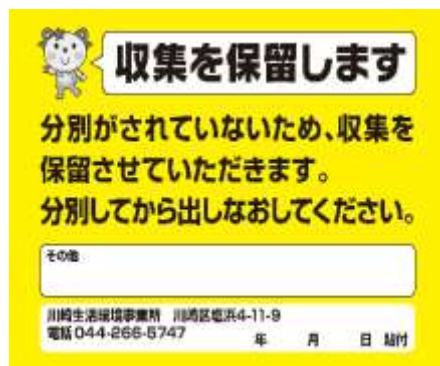 収集を保留します
分別がされていないため、収集を
保留させていただきます。
分別してから出しなおしてください。
その他
川崎生活環境事業所 川崎区塩浜4-11-9
電話 044-266-5747 年 月 日 貼付